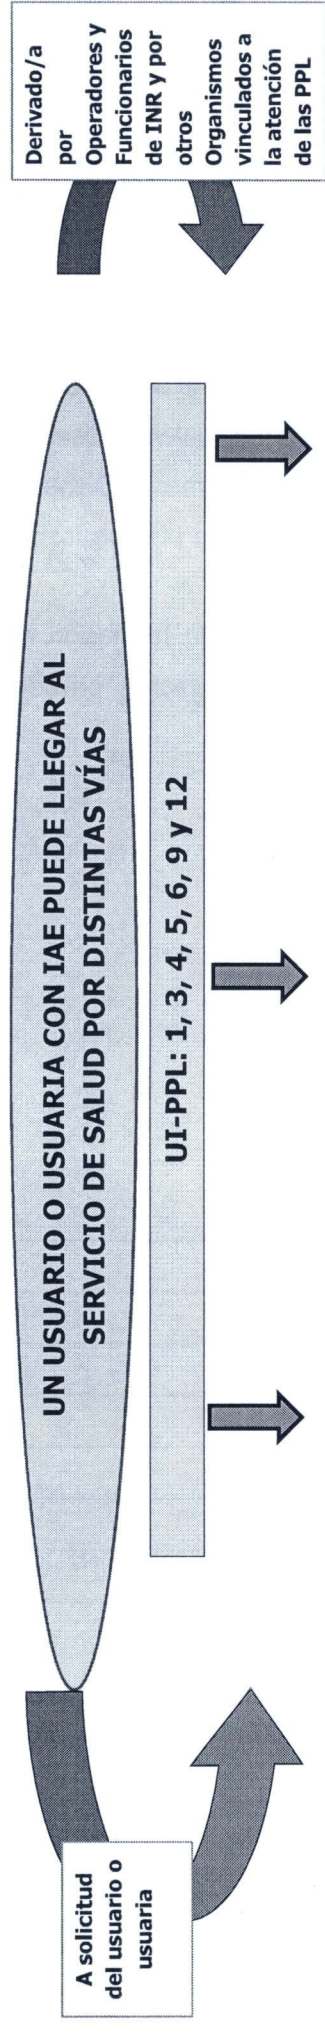 UN USUARIO O USUARIA CON IAE PUEDE LLEGAR AL
SERVICIO DE SALUD POR DISTINTAS VÍAS
UI-PPL: 1, 3, 4, 5, 6, 9 y 12
A solicitud
del usuario o
usuaria
Derivado/a
por
Operadores y
Funcionarios
de INR y por
otros
Organismos
vinculados a
la atención
de las PPL